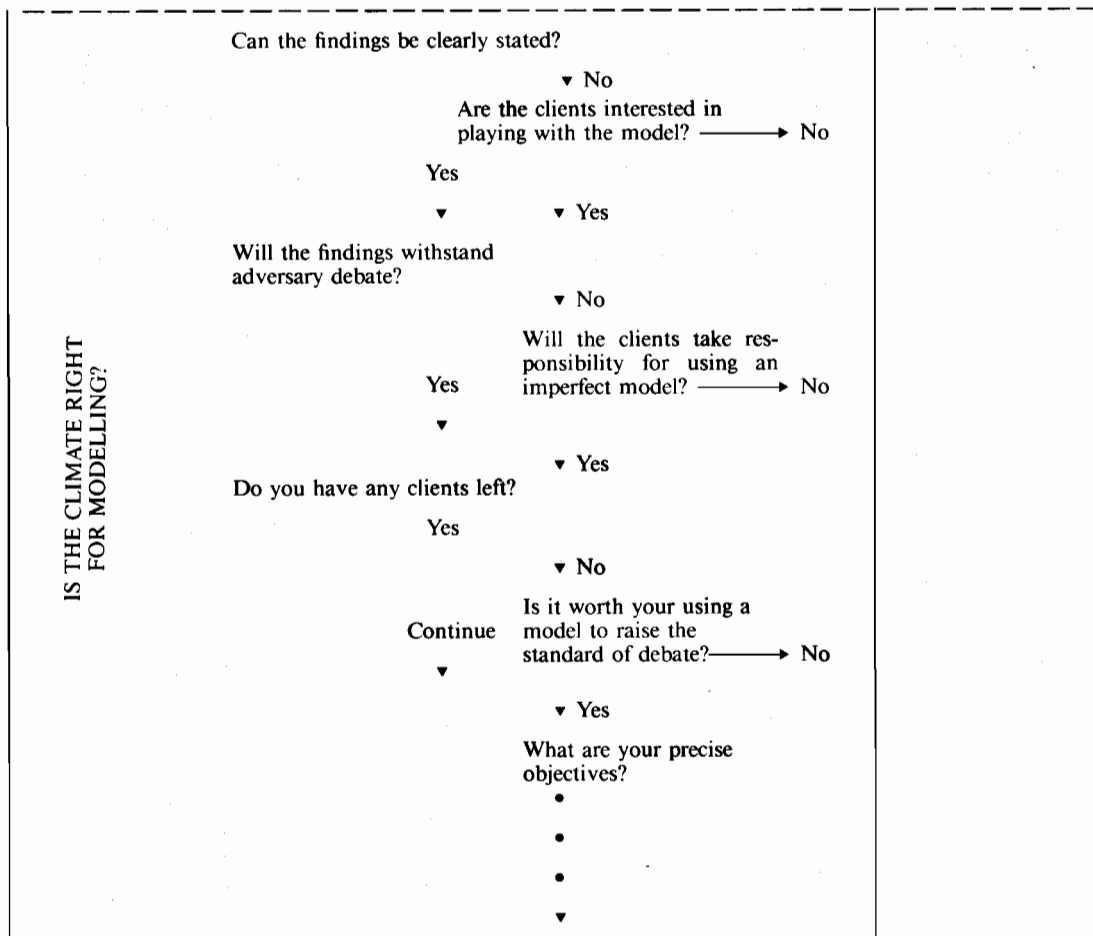 Can the findings be clearly stated?
▼ No
Are the clients interested in
playing with the model? → No
Yes
▼ ▼ Yes
Will the findings withstand
adversary debate?
▼ No
Will the clients take res-
ponsibility for using an
Yes imperfect model? → No
▼
▼ Yes
Do you have any clients left?
Yes
▼ No
Is it worth your using a
Continue model to raise the
standard of debate? → No
▼
▼ Yes
What are your precise
objectives?
•
•
•
▼
IS THE CLIMATE RIGHT
FOR MODELLING?